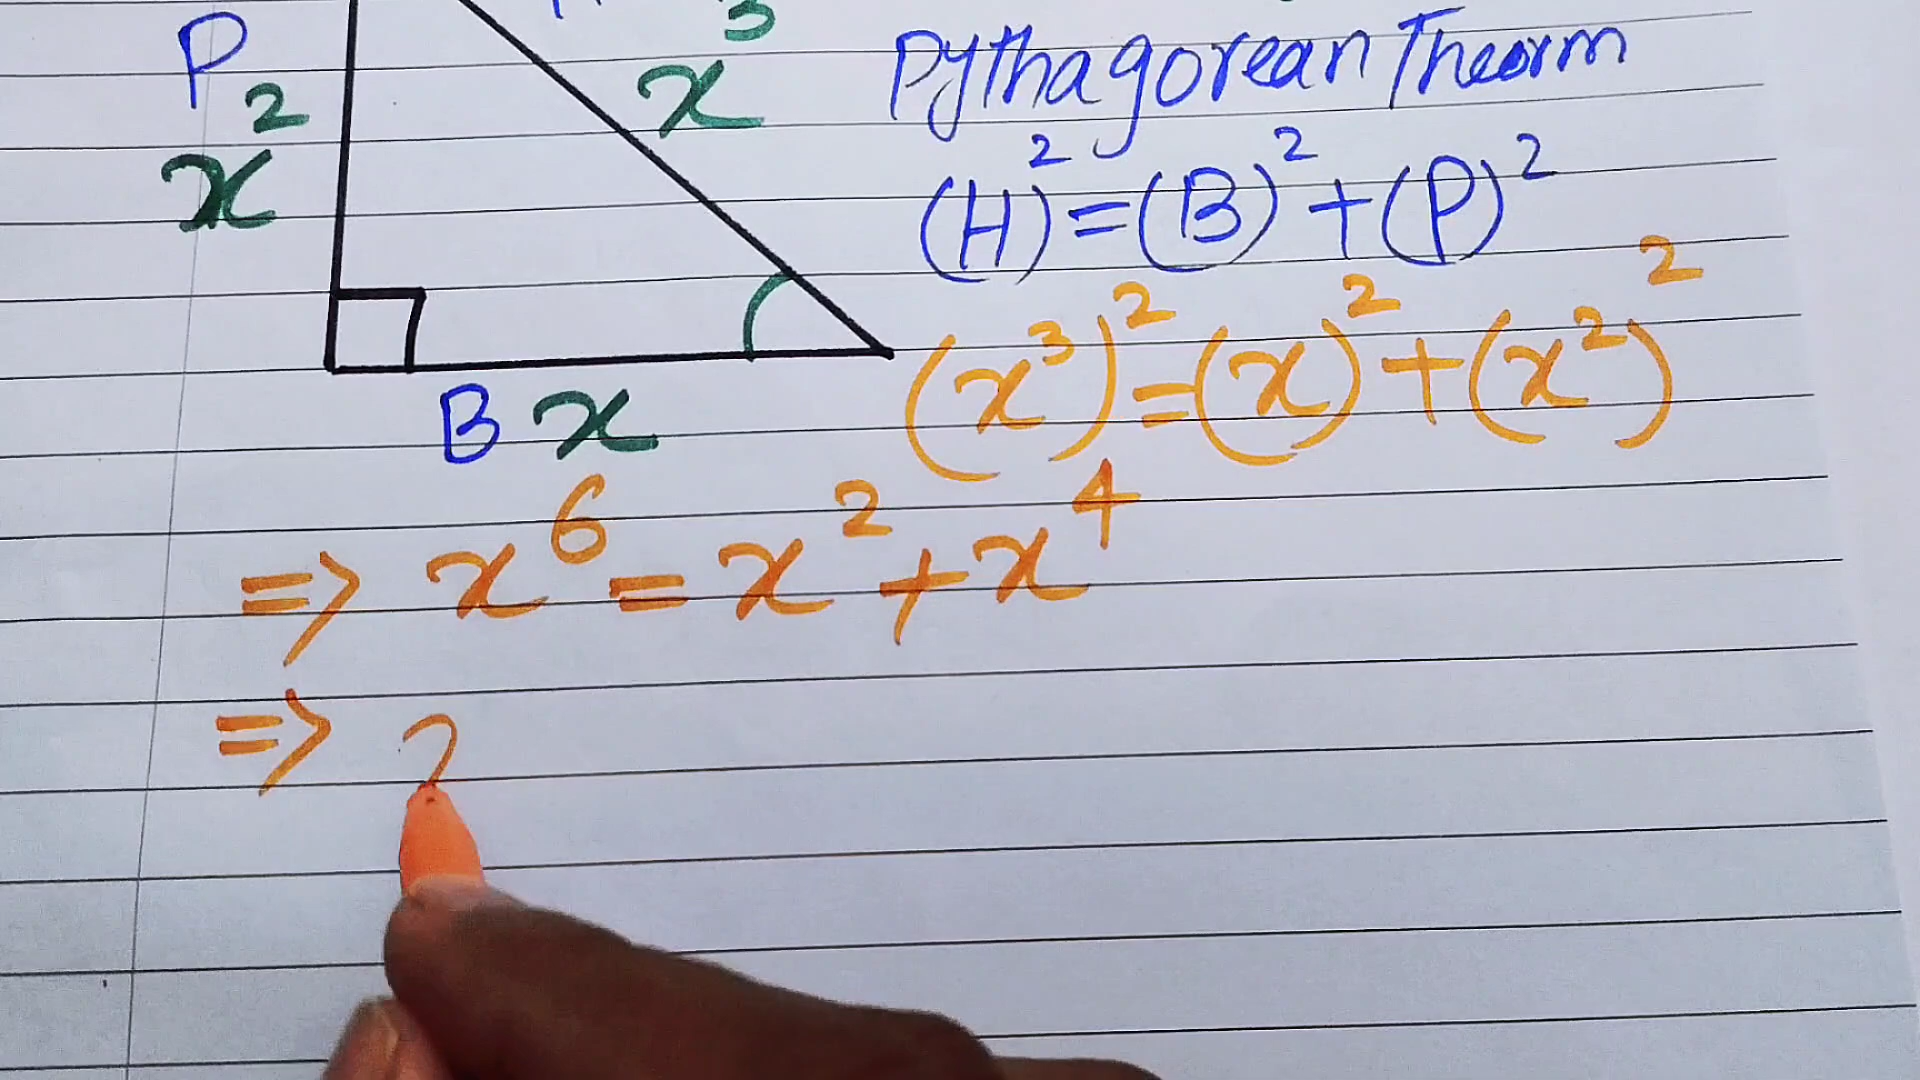 P
x²
x³
B x
Pythagorean Theorm
(H)² = (B)² + (P)²
(x³)² = (x)² + (x²)²
=> x⁶ = x² + x⁴
=>